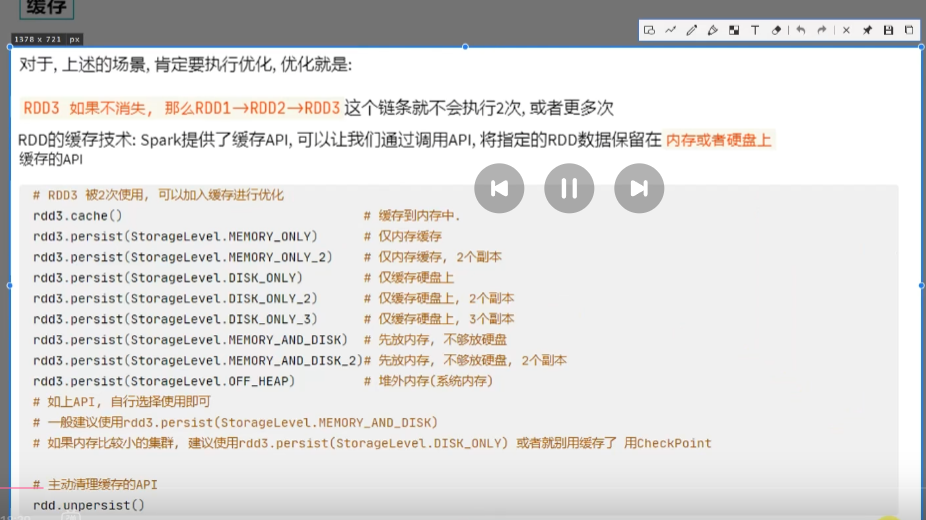 缓存
1378 x 721 px
对于, 上述的场景, 肯定要执行优化, 优化就是:
RDD3 如果不消失, 那么RDD1→RDD2→RDD3 这个链条就不会执行2次, 或者更多次
RDD的缓存技术: Spark提供了缓存API, 可以让我们通过调用API, 将指定的RDD数据保留在 内存或者硬盘上
缓存的API
# RDD3 被2次使用, 可以加入缓存进行优化
rdd3.cache() # 缓存到内存中.
rdd3.persist(StorageLevel.MEMORY_ONLY) # 仅内存缓存
rdd3.persist(StorageLevel.MEMORY_ONLY_2) # 仅内存缓存, 2个副本
rdd3.persist(StorageLevel.DISK_ONLY) # 仅缓存硬盘上
rdd3.persist(StorageLevel.DISK_ONLY_2) # 仅缓存硬盘上, 2个副本
rdd3.persist(StorageLevel.DISK_ONLY_3) # 仅缓存硬盘上, 3个副本
rdd3.persist(StorageLevel.MEMORY_AND_DISK) # 先放内存, 不够放硬盘
rdd3.persist(StorageLevel.MEMORY_AND_DISK_2)# 先放内存, 不够放硬盘, 2个副本
rdd3.persist(StorageLevel.OFF_HEAP) # 堆外内存(系统内存)
# 如上API, 自行选择使用即可
# 一般建议使用rdd3.persist(StorageLevel.MEMORY_AND_DISK)
# 如果内存比较小的集群, 建议使用rdd3.persist(StorageLevel.DISK_ONLY) 或者就别用缓存了 用CheckPoint
# 主动清理缓存的API
rdd.unpersist()